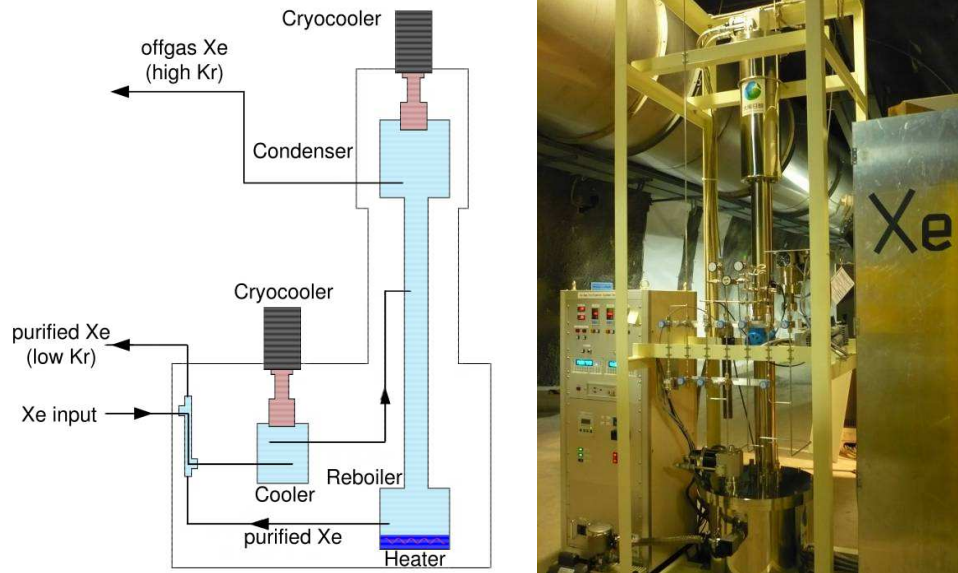 Cryocooler
offgas Xe
(high Kr)
Condenser
Cryocooler
purified Xe
(low Kr)
Xe input
Reboiler
Cooler
purified Xe
Heater
Xe